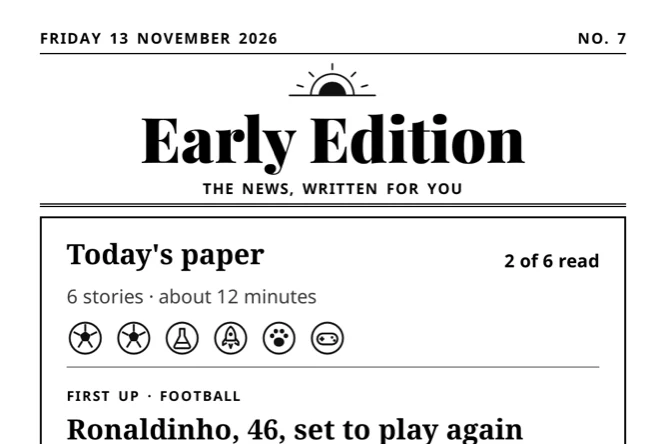 FRIDAY 13 NOVEMBER 2026
NO. 7
Early Edition
THE NEWS, WRITTEN FOR YOU
Today's paper
2 of 6 read
6 stories · about 12 minutes
FIRST UP · FOOTBALL
Ronaldinho, 46, set to play again